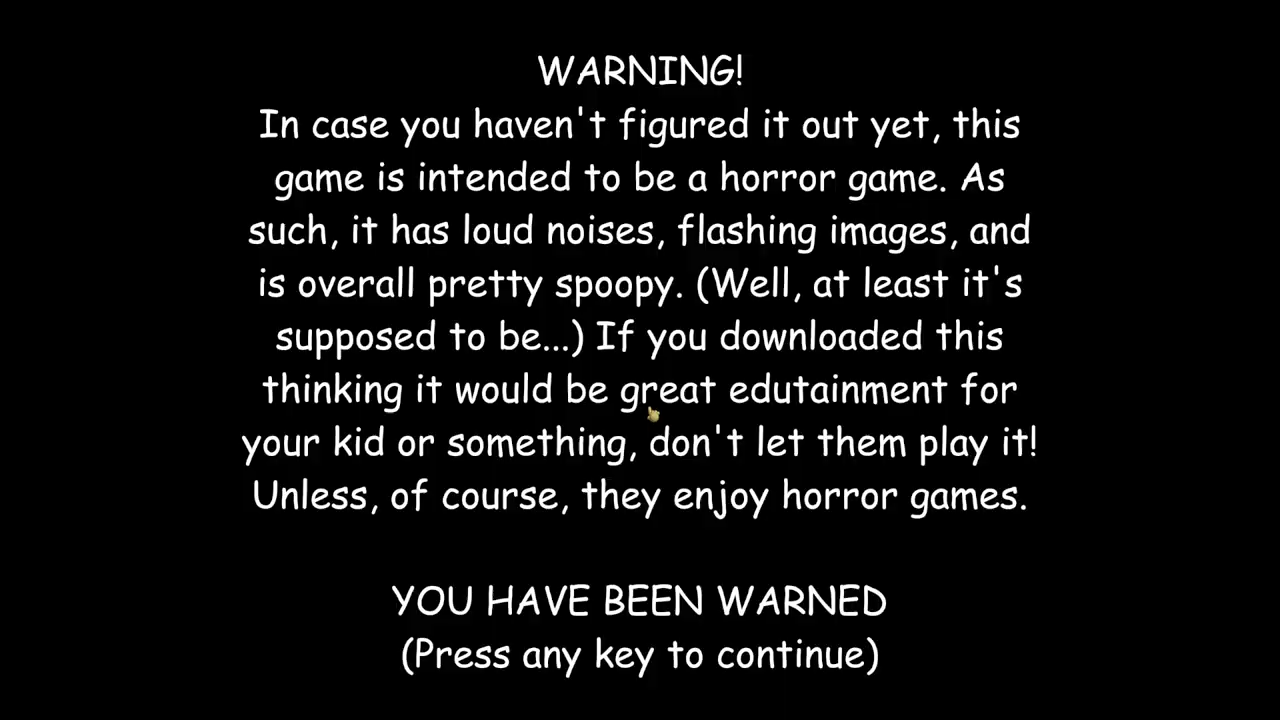 WARNING!
In case you haven't figured it out yet, this
game is intended to be a horror game. As
such, it has loud noises, flashing images, and
is overall pretty spoopy. (Well, at least it's
supposed to be...) If you downloaded this
thinking it would be great edutainment for
your kid or something, don't let them play it!
Unless, of course, they enjoy horror games.
YOU HAVE BEEN WARNED
(Press any key to continue)